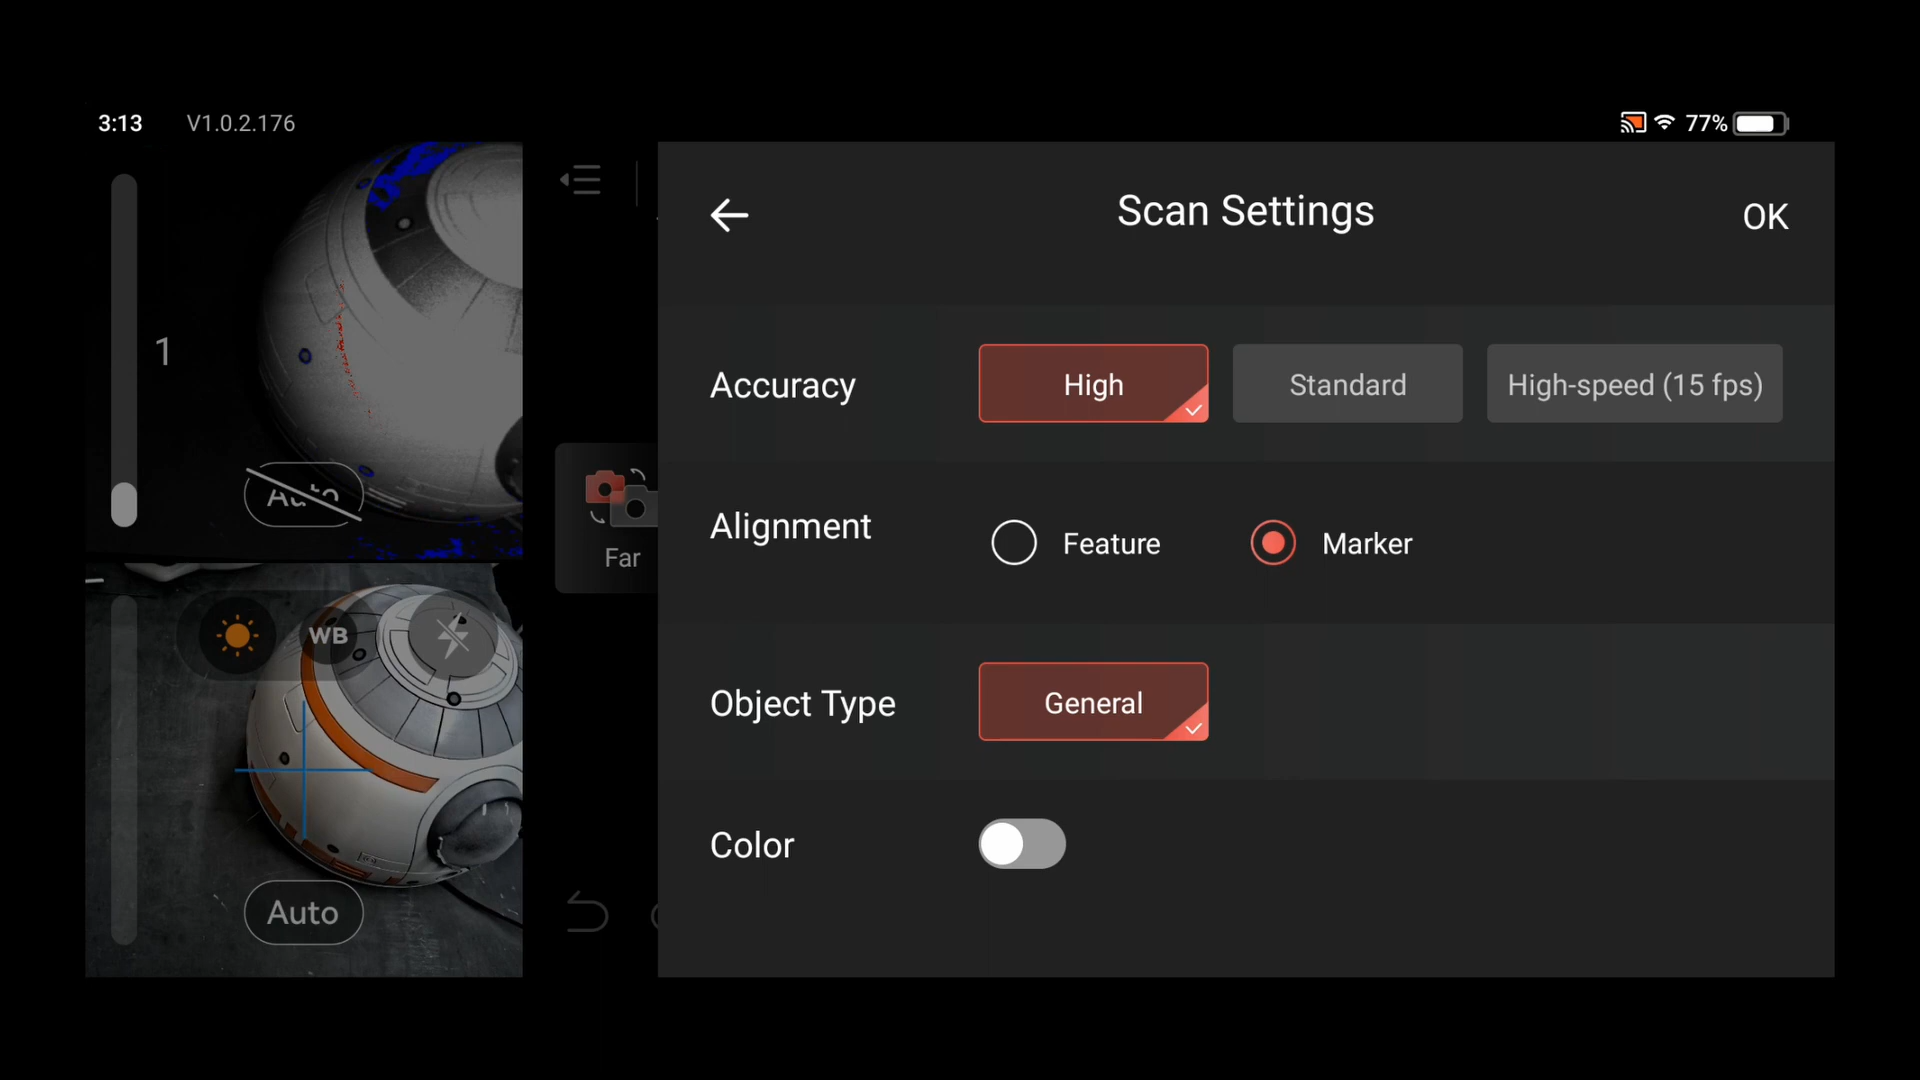 3:13 V1.0.2.176 77%
Scan Settings
OK
1
Accuracy High Standard High-speed (15 fps)
Auto
Far
Alignment Feature Marker
WB
Object Type General
Color
Auto